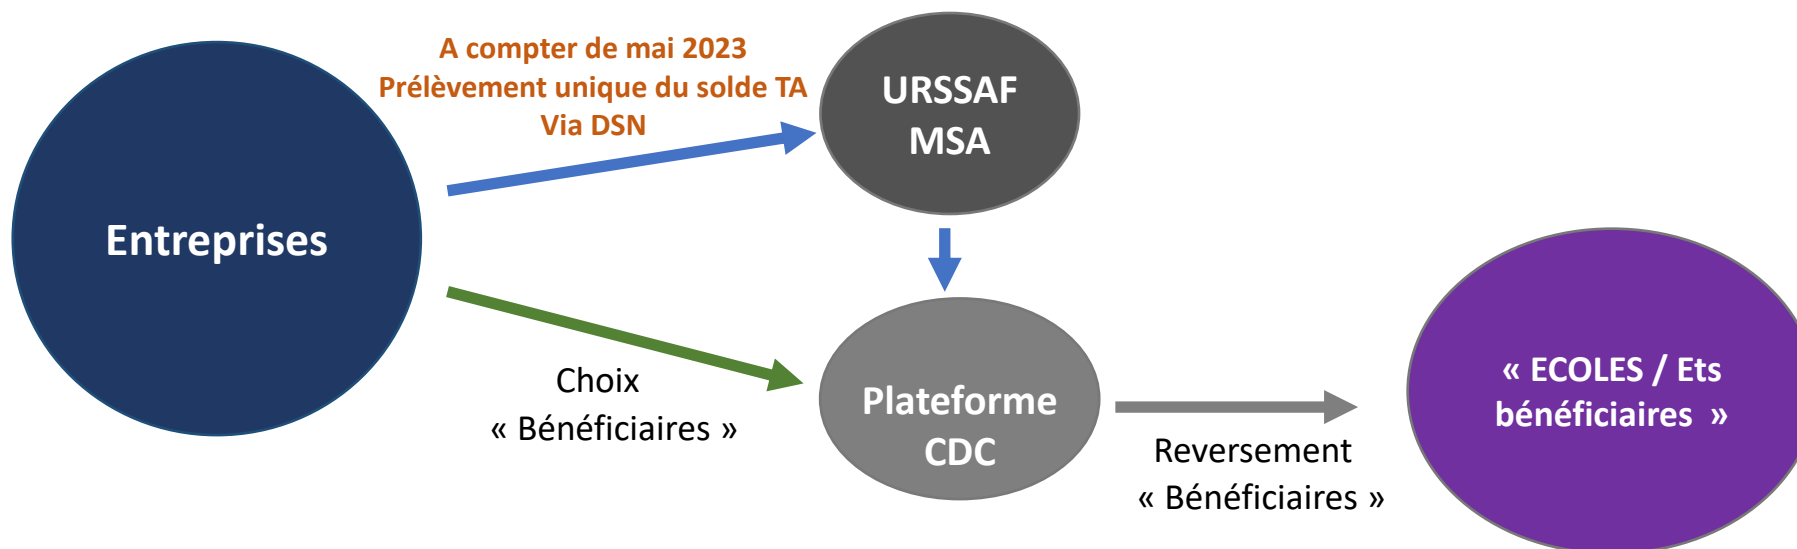 A compter de mai 2023
Prélèvement unique du solde TA
Via DSN
URSSAF
MSA
Entreprises
Choix
« Bénéficiaires »
Plateforme
CDC
Reversement
« Bénéficiaires »
« ECOLES / Ets
bénéficiaires »